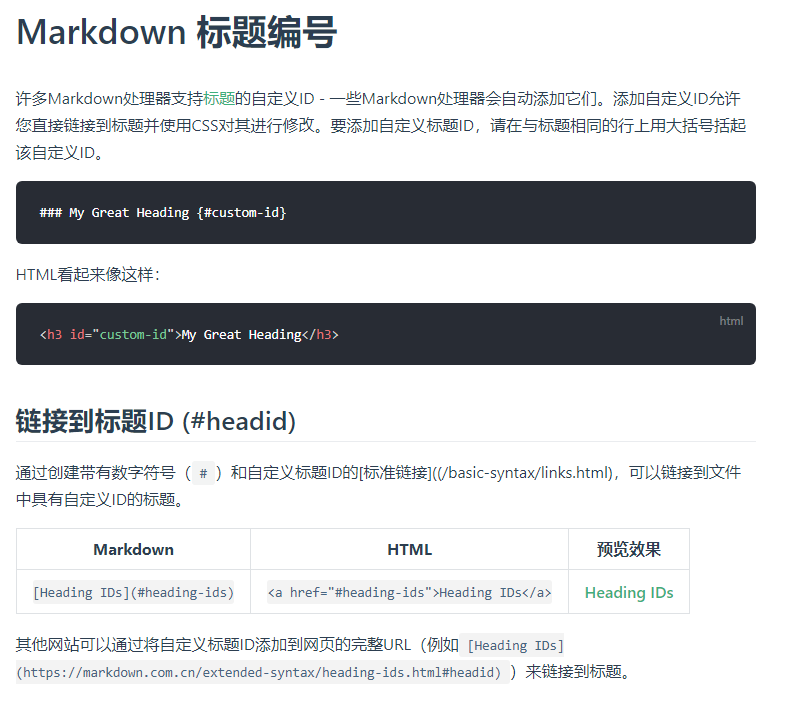 Markdown 标题编号
许多Markdown处理器支持标题的自定义ID - 一些Markdown处理器会自动添加它们。添加自定义ID允许
您直接链接到标题并使用CSS对其进行修改。要添加自定义标题ID，请在与标题相同的行上用大括号括起
该自定义ID。
### My Great Heading {#custom-id}
HTML看起来像这样：
html
<h3 id="custom-id">My Great Heading</h3>
链接到标题ID (#headid)
通过创建带有数字符号（ # ）和自定义标题ID的[标准链接]((/basic-syntax/links.html)，可以链接到文件
中具有自定义ID的标题。
Markdown HTML 预览效果
[Heading IDs](#heading-ids) <a href="#heading-ids">Heading IDs</a> Heading IDs
其他网站可以通过将自定义标题ID添加到网页的完整URL（例如 [Heading IDs]
(https://markdown.com.cn/extended-syntax/heading-ids.html#headid) ）来链接到标题。